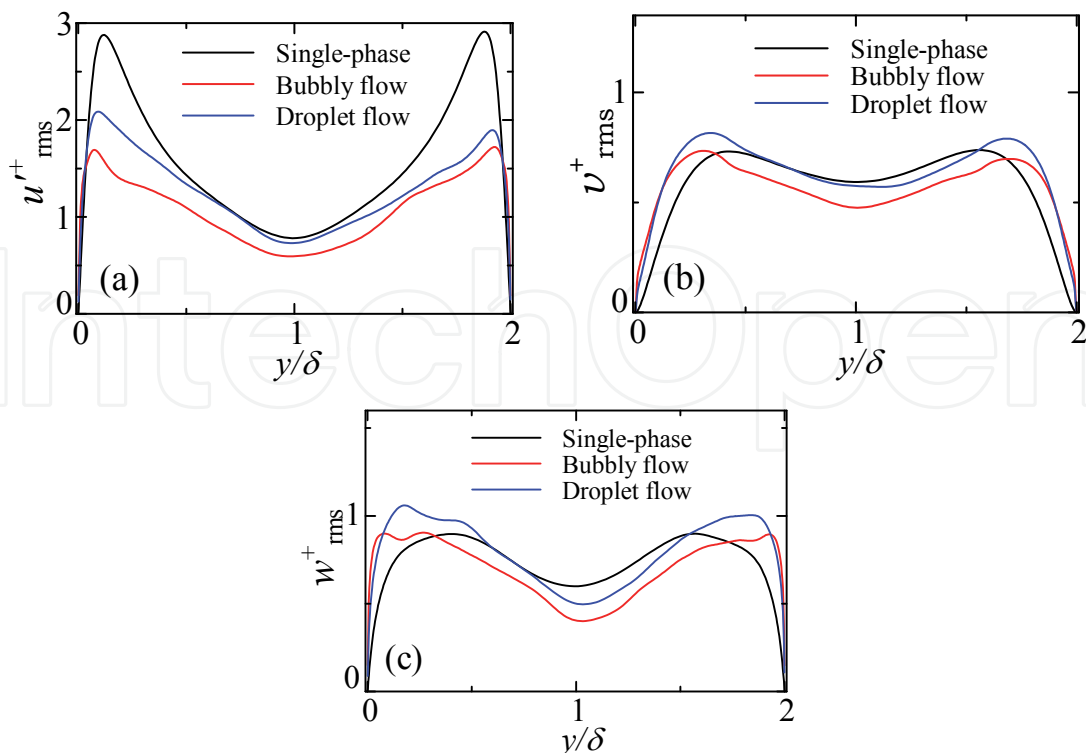 3
2
1
0
u'+ rms
Single-phase
Bubbly flow
Droplet flow
(a)
0 1 2
y/δ
1
0
υ+ rms
Single-phase
Bubbly flow
Droplet flow
(b)
0 1 2
y/δ
1
0
w+ rms
Single-phase
Bubbly flow
Droplet flow
(c)
0 1 2
y/δ
IntechOpen